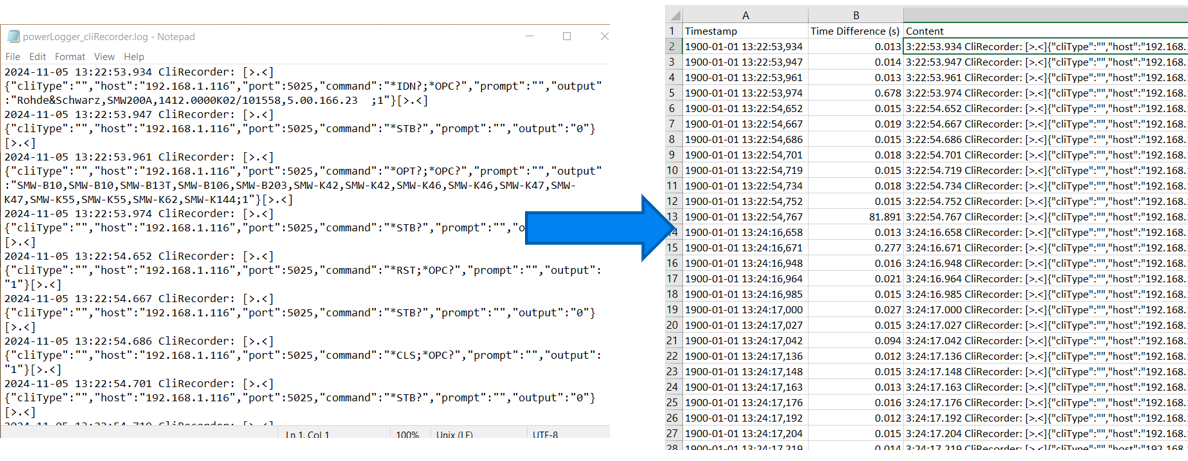 powerLogger_cliRecorder.log - Notepad
File Edit Format View Help
2024-11-05 13:22:53.934 CliRecorder: [>.<]
{"cliType":"","host":"192.168.1.116","port":5025,"command":"*IDN?;*OPC?","prompt":"","output"
:"Rohde&Schwarz,SMW200A,1412.0000K02/101558,5.00.166.23  ;1"}[>.<]
2024-11-05 13:22:53.947 CliRecorder: [>.<]
{"cliType":"","host":"192.168.1.116","port":5025,"command":"*STB?","prompt":"","output":"0"}
[>.<]
2024-11-05 13:22:53.961 CliRecorder: [>.<]
{"cliType":"","host":"192.168.1.116","port":5025,"command":"*OPT?;*OPC?","prompt":"","output"
:"SMW-B10,SMW-B10,SMW-B13T,SMW-B106,SMW-B203,SMW-K42,SMW-K42,SMW-K46,SMW-K46,SMW-K47,SMW-
K47,SMW-K55,SMW-K55,SMW-K62,SMW-K144;1"}[>.<]
2024-11-05 13:22:53.974 CliRecorder: [>.<]
{"cliType":"","host":"192.168.1.116","port":5025,"command":"*STB?","prompt":"","o
[>.<]
2024-11-05 13:22:54.652 CliRecorder: [>.<]
{"cliType":"","host":"192.168.1.116","port":5025,"command":"*RST;*OPC?","prompt":"","output":
"1"}[>.<]
2024-11-05 13:22:54.667 CliRecorder: [>.<]
{"cliType":"","host":"192.168.1.116","port":5025,"command":"*STB?","prompt":"","output":"0"}
[>.<]
2024-11-05 13:22:54.686 CliRecorder: [>.<]
{"cliType":"","host":"192.168.1.116","port":5025,"command":"*CLS;*OPC?","prompt":"","output":
"1"}[>.<]
2024-11-05 13:22:54.701 CliRecorder: [>.<]
{"cliType":"","host":"192.168.1.116","port":5025,"command":"*STB?","prompt":"","output":"0"}
[>.<]
2024-11-05 13:22:54.719 CliRecorder: [>.<]
Ln 1, Col 1 100% Unix (LF) UTF-8
A B
1 Timestamp Time Difference (s) Content
2 1900-01-01 13:22:53,934 0.013 3:22:53.934 CliRecorder: [>.<]{"cliType":"","host":"192.168.
3 1900-01-01 13:22:53,947 0.014 3:22:53.947 CliRecorder: [>.<]{"cliType":"","host":"192.168.
4 1900-01-01 13:22:53,961 0.013 3:22:53.961 CliRecorder: [>.<]{"cliType":"","host":"192.168.
5 1900-01-01 13:22:53,974 0.678 3:22:53.974 CliRecorder: [>.<]{"cliType":"","host":"192.168.
6 1900-01-01 13:22:54,652 0.015 3:22:54.652 CliRecorder: [>.<]{"cliType":"","host":"192.168.
7 1900-01-01 13:22:54,667 0.019 3:22:54.667 CliRecorder: [>.<]{"cliType":"","host":"192.168.
8 1900-01-01 13:22:54,686 0.015 3:22:54.686 CliRecorder: [>.<]{"cliType":"","host":"192.168.
9 1900-01-01 13:22:54,701 0.018 3:22:54.701 CliRecorder: [>.<]{"cliType":"","host":"192.168.
10 1900-01-01 13:22:54,719 0.015 3:22:54.719 CliRecorder: [>.<]{"cliType":"","host":"192.168.
11 1900-01-01 13:22:54,734 0.018 3:22:54.734 CliRecorder: [>.<]{"cliType":"","host":"192.168.
12 1900-01-01 13:22:54,752 0.015 3:22:54.752 CliRecorder: [>.<]{"cliType":"","host":"192.168.
13 1900-01-01 13:22:54,767 81.891 3:22:54.767 CliRecorder: [>.<]{"cliType":"","host":"192.168.
14 1900-01-01 13:24:16,658 0.013 3:24:16.658 CliRecorder: [>.<]{"cliType":"","host":"192.168.
15 1900-01-01 13:24:16,671 0.277 3:24:16.671 CliRecorder: [>.<]{"cliType":"","host":"192.168.
16 1900-01-01 13:24:16,948 0.016 3:24:16.948 CliRecorder: [>.<]{"cliType":"","host":"192.168.
17 1900-01-01 13:24:16,964 0.021 3:24:16.964 CliRecorder: [>.<]{"cliType":"","host":"192.168.
18 1900-01-01 13:24:16,985 0.015 3:24:16.985 CliRecorder: [>.<]{"cliType":"","host":"192.168.
19 1900-01-01 13:24:17,000 0.027 3:24:17.000 CliRecorder: [>.<]{"cliType":"","host":"192.168.
20 1900-01-01 13:24:17,027 0.015 3:24:17.027 CliRecorder: [>.<]{"cliType":"","host":"192.168.
21 1900-01-01 13:24:17,042 0.094 3:24:17.042 CliRecorder: [>.<]{"cliType":"","host":"192.168.
22 1900-01-01 13:24:17,136 0.012 3:24:17.136 CliRecorder: [>.<]{"cliType":"","host":"192.168.
23 1900-01-01 13:24:17,148 0.015 3:24:17.148 CliRecorder: [>.<]{"cliType":"","host":"192.168.
24 1900-01-01 13:24:17,163 0.013 3:24:17.163 CliRecorder: [>.<]{"cliType":"","host":"192.168.
25 1900-01-01 13:24:17,176 0.016 3:24:17.176 CliRecorder: [>.<]{"cliType":"","host":"192.168.
26 1900-01-01 13:24:17,192 0.012 3:24:17.192 CliRecorder: [>.<]{"cliType":"","host":"192.168.
27 1900-01-01 13:24:17,204 0.015 3:24:17.204 CliRecorder: [>.<]{"cliType":"","host":"192.168.
28 1900-01-01 13:24:17,219 0.014 3:24:17.219 CliRecorder: [>.<]{"cliType":"","host":"192.168.